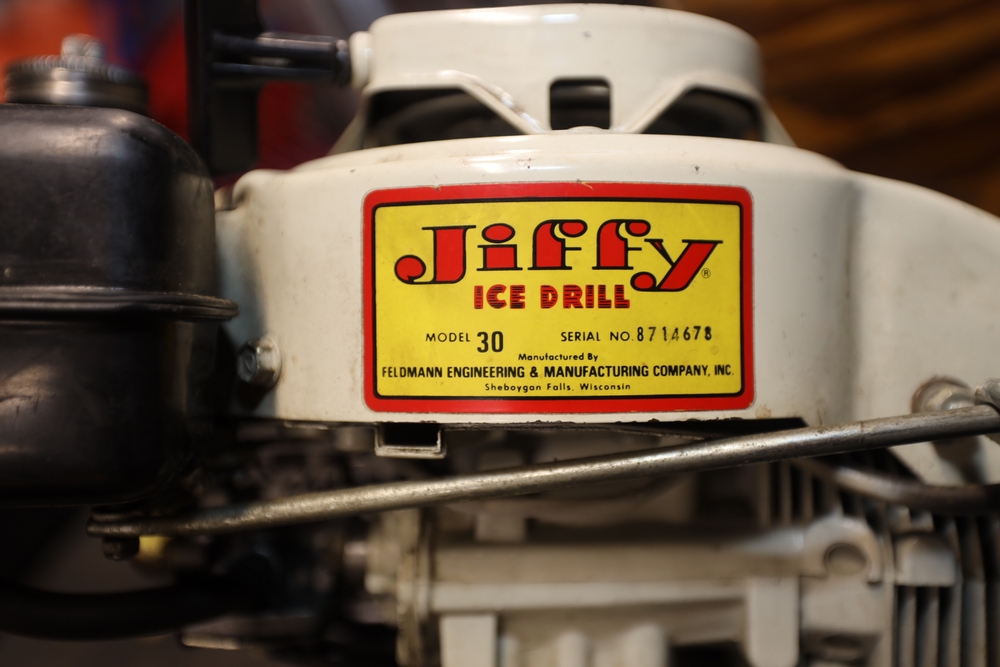 Jiffy®
ICE DRILL
MODEL 30 SERIAL NO. 8714678
Manufactured By
FELDMANN ENGINEERING & MANUFACTURING COMPANY, INC.
Sheboygan Falls, Wisconsin